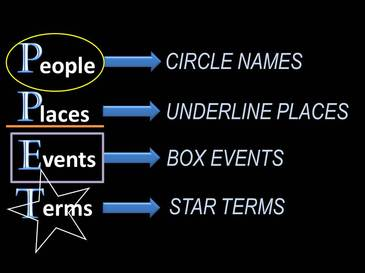 People CIRCLE NAMES
Places UNDERLINE PLACES
Events BOX EVENTS
Terms STAR TERMS